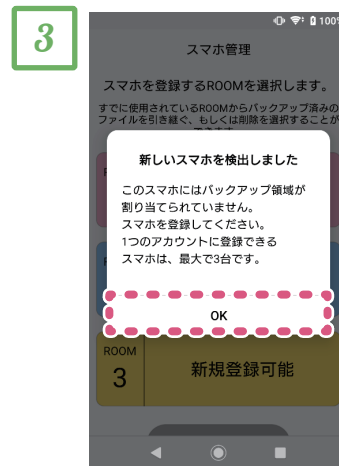 3
100%
スマホ管理
スマホを登録するROOMを選択します。
すでに使用されているROOMからバックアップ済みの
ファイルを引き継ぐ、もしくは削除を選択することが
新しいスマホを検出しました
このスマホにはバックアップ領域が
割り当てられていません。
スマホを登録してください。
1つのアカウントに登録できる
スマホは、最大で3台です。
OK
ROOM
3
新規登録可能